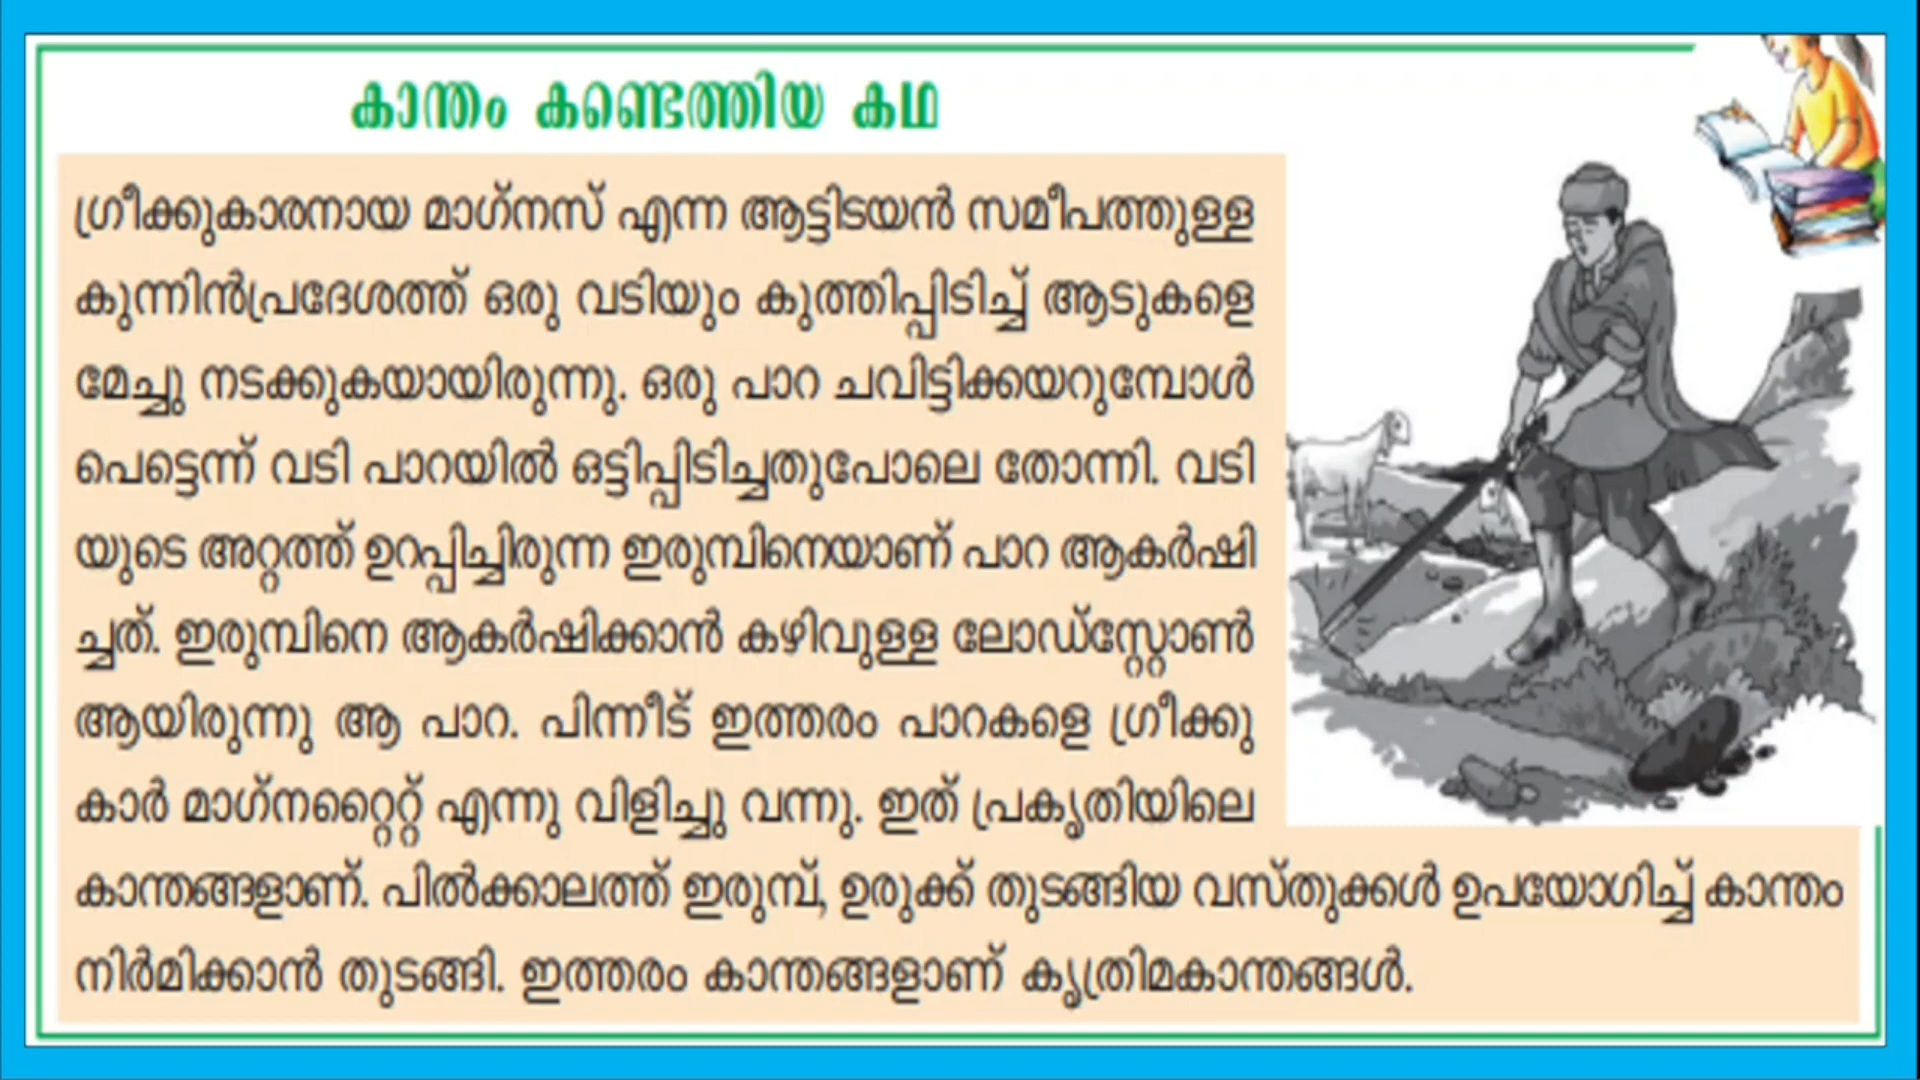 കാന്തം കണ്ടെത്തിയ കഥ
ഗ്രീക്കുകാരനായ മാഗ്‌നസ് എന്ന ആട്ടിടയൻ സമീപത്തുള്ള
കുന്നിൻപ്രദേശത്ത് ഒരു വടിയും കുത്തിപ്പിടിച്ച് ആടുകളെ
മേച്ചു നടക്കുകയായിരുന്നു. ഒരു പാറ ചവിട്ടിക്കയറുമ്പോൾ
പെട്ടെന്ന് വടി പാറയിൽ ഒട്ടിപ്പിടിച്ചതുപോലെ തോന്നി. വടി
യുടെ അറ്റത്ത് ഉറപ്പിച്ചിരുന്ന ഇരുമ്പിനെയാണ് പാറ ആകർഷി
ച്ചത്. ഇരുമ്പിനെ ആകർഷിക്കാൻ കഴിവുള്ള ലോഡ്സ്റ്റോൺ
ആയിരുന്നു ആ പാറ. പിന്നീട് ഇത്തരം പാറകളെ ഗ്രീക്കു
കാർ മാഗ്‌നറ്റൈറ്റ് എന്നു വിളിച്ചു വന്നു. ഇത് പ്രകൃതിയിലെ
കാന്തങ്ങളാണ്. പിൽക്കാലത്ത് ഇരുമ്പ്, ഉരുക്ക് തുടങ്ങിയ വസ്തുക്കൾ ഉപയോഗിച്ച് കാന്തം
നിർമിക്കാൻ തുടങ്ങി. ഇത്തരം കാന്തങ്ങളാണ് കൃത്രിമകാന്തങ്ങൾ.